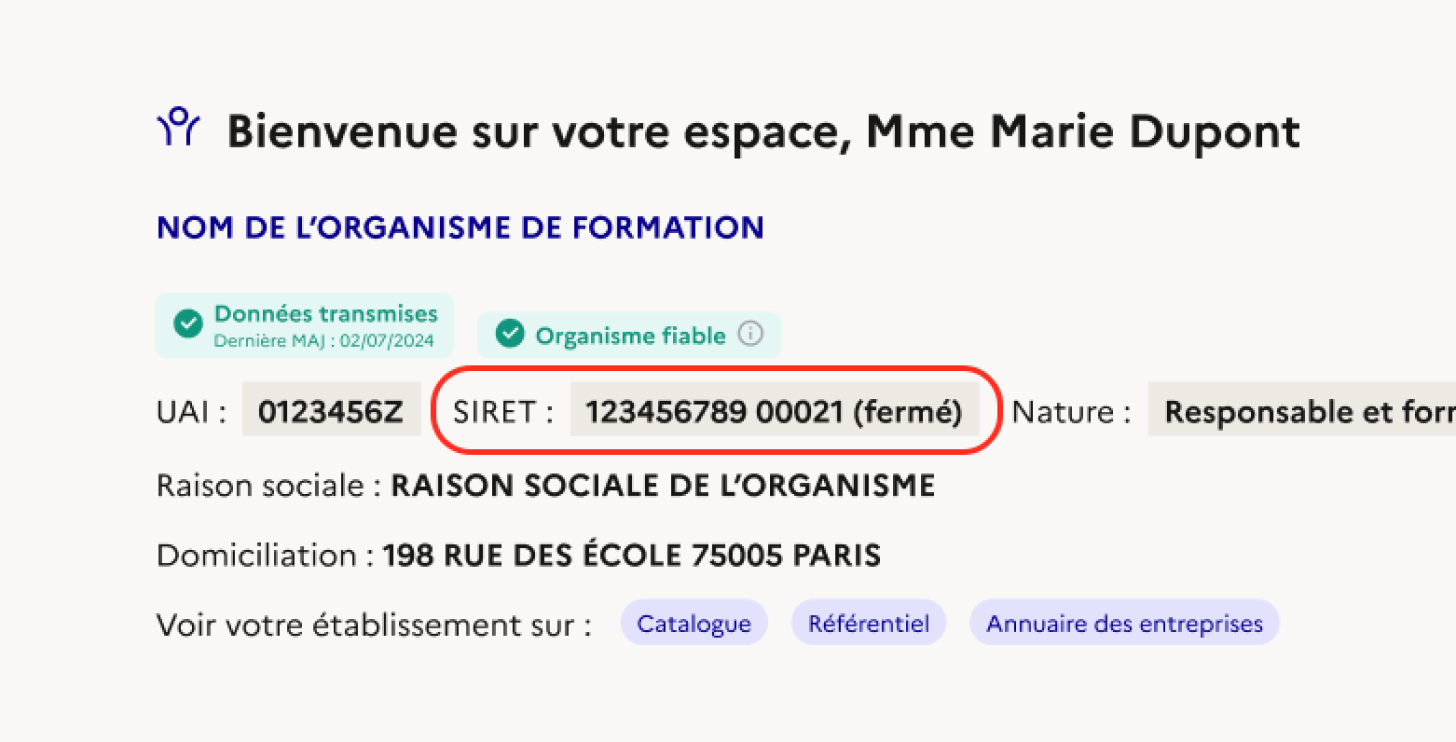 Bienvenue sur votre espace, Mme Marie Dupont
NOM DE L’ORGANISME DE FORMATION
Données transmises
Dernière MAJ : 02/07/2024
Organisme fiable
UAI : 0123456Z SIRET : 123456789 00021 (fermé) Nature : Responsable et
Raison sociale : RAISON SOCIALE DE L’ORGANISME
Domiciliation : 198 RUE DES ÉCOLE 75005 PARIS
Voir votre établissement sur : Catalogue Référentiel Annuaire des entreprises